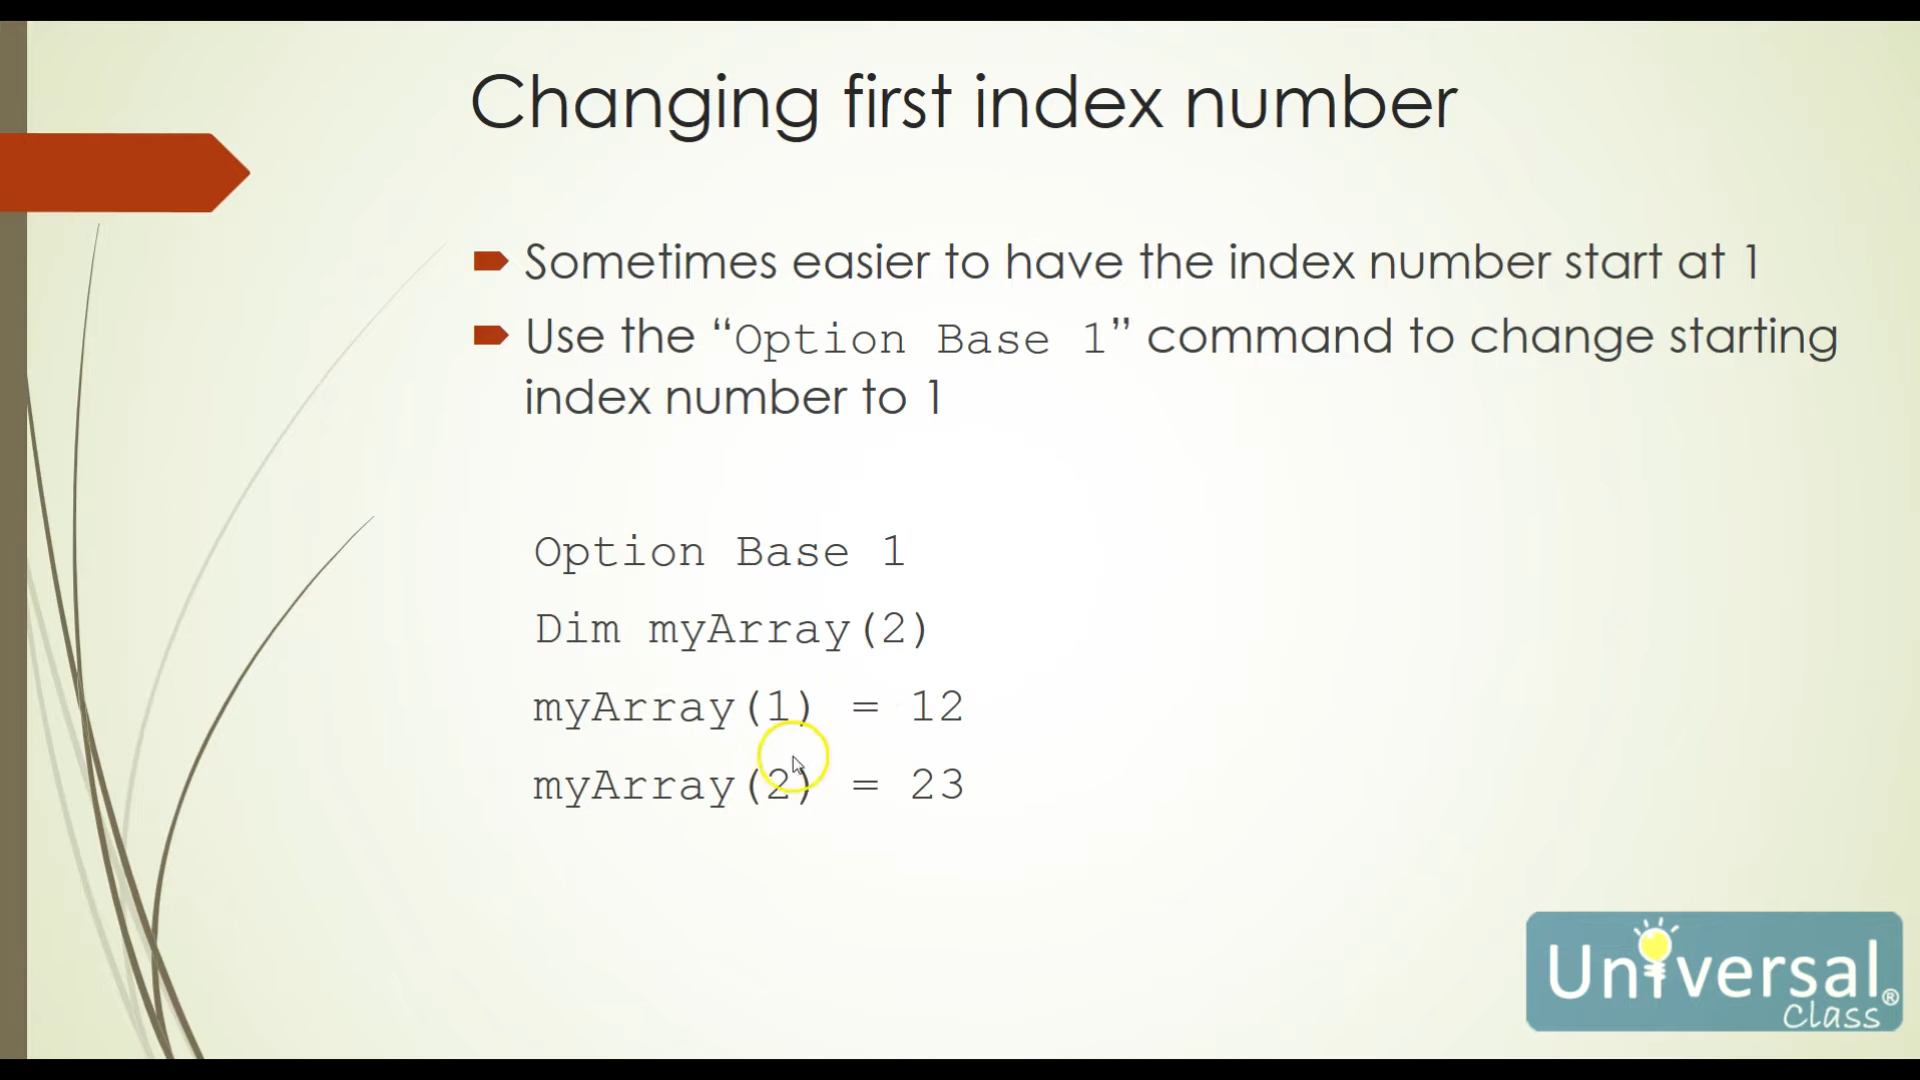 Changing first index number
Sometimes easier to have the index number start at 1
Use the “Option Base 1” command to change starting
index number to 1
Option Base 1
Dim myArray(2)
myArray(1) = 12
myArray(2) = 23
Universal®
Class